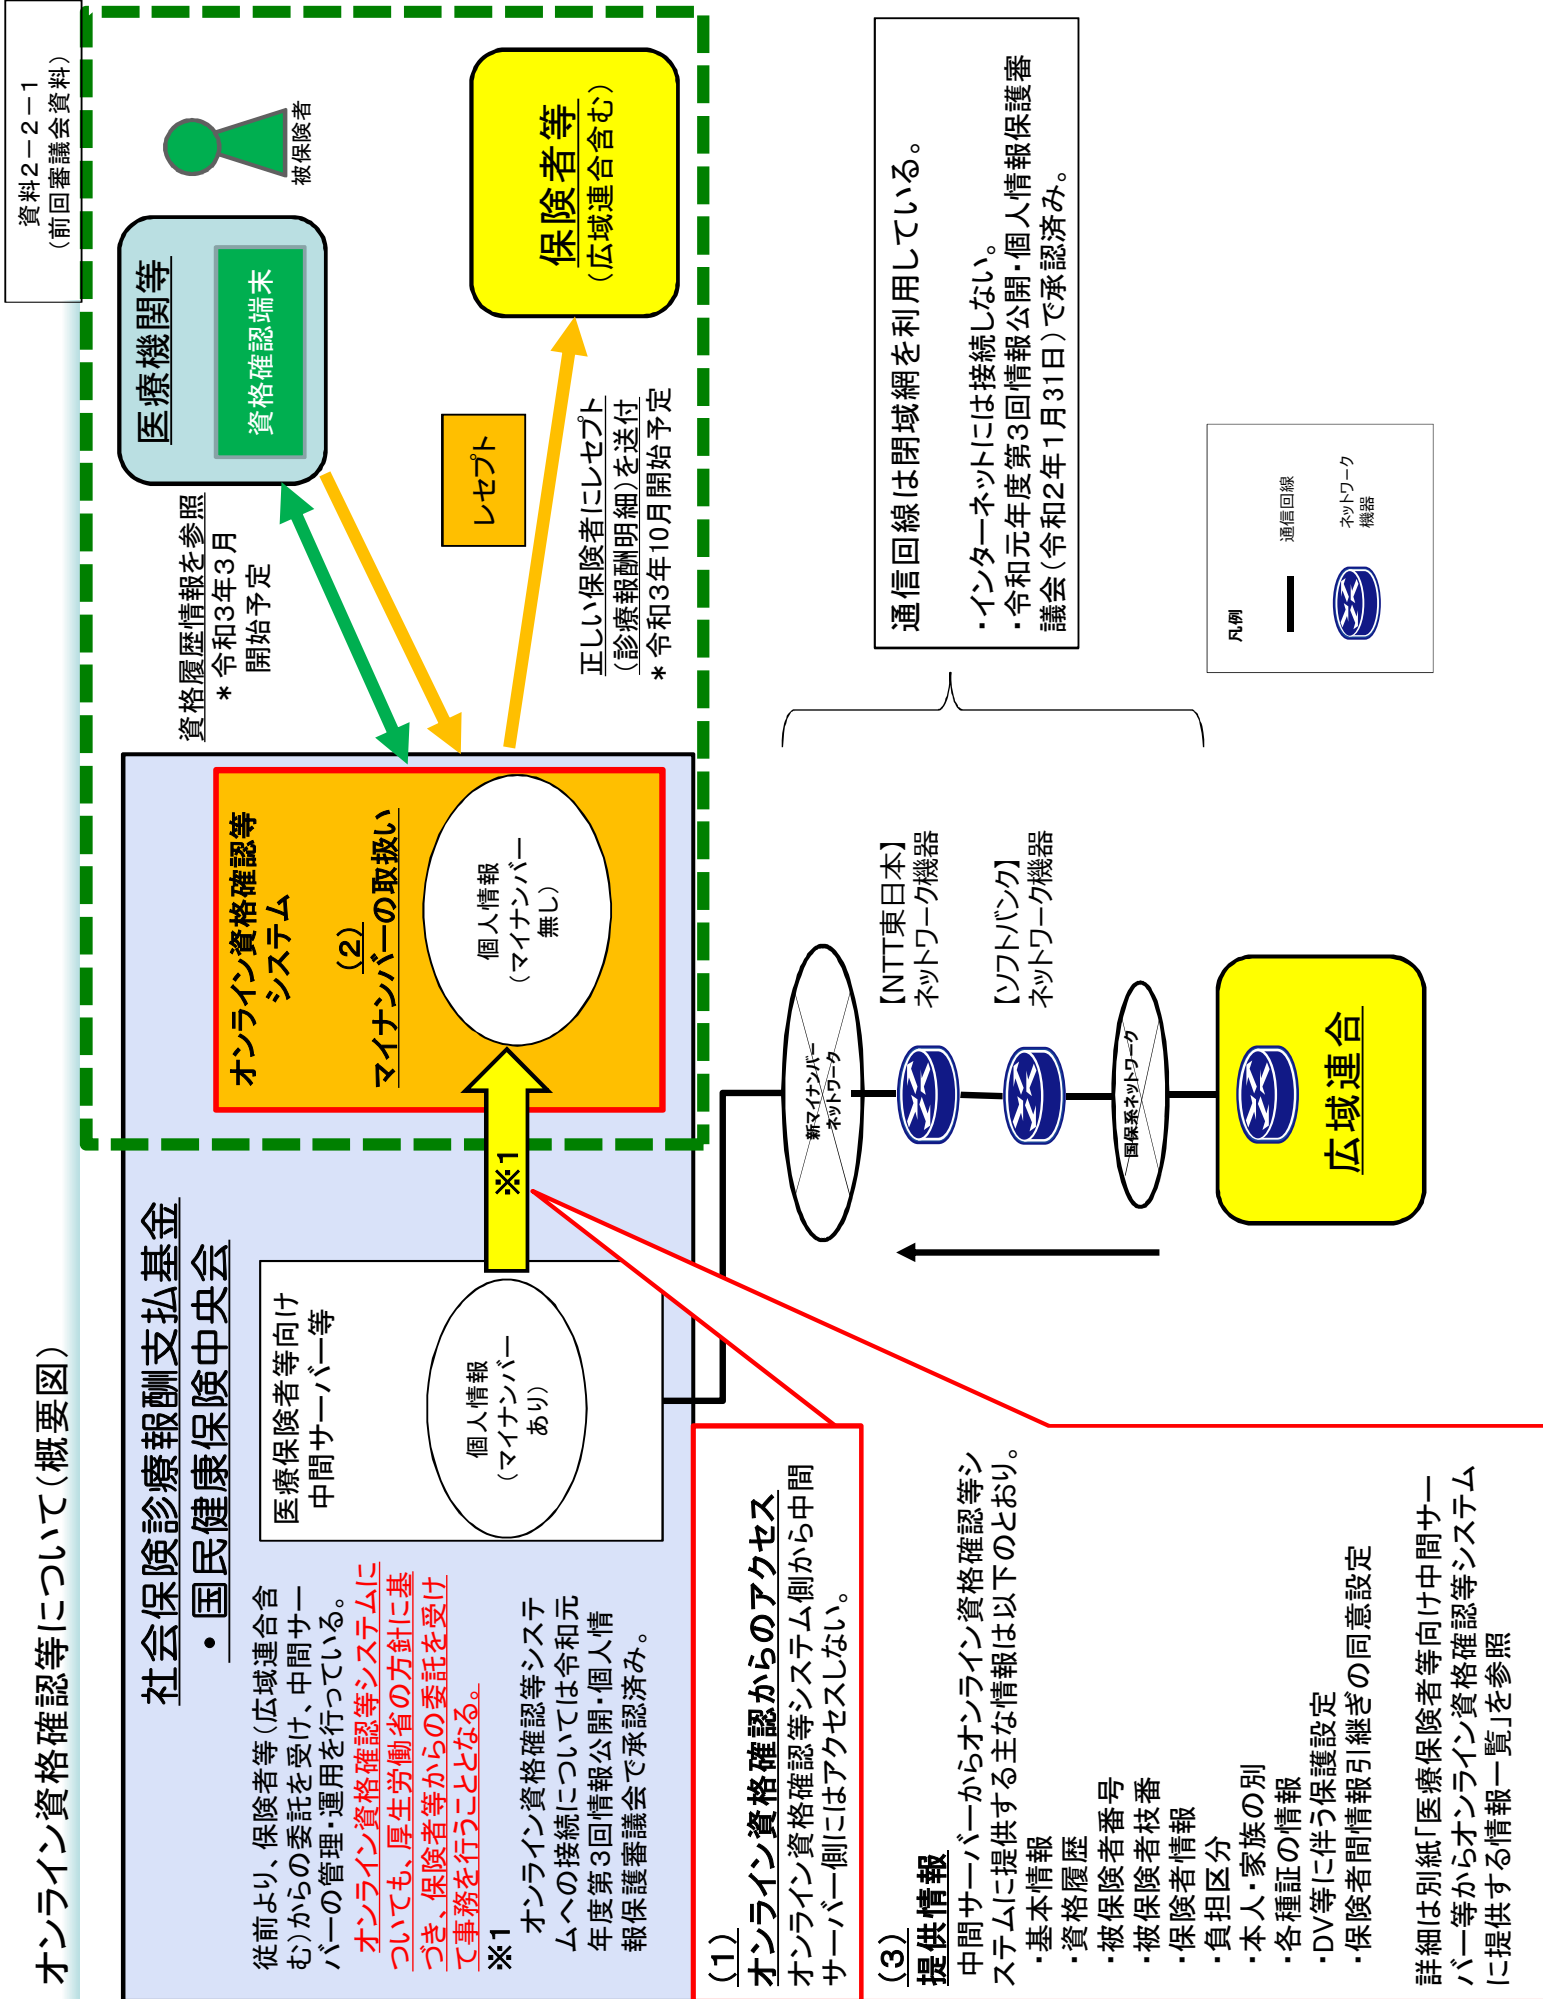 オンライン資格確認等について(概要図)
資料2-2-1
(前回審議会資料)
社会保険診療報酬支払基金
・国民健康保険中央会
従前より、保険者等(広域連合含
む)からの委託を受け、中間サー
バーの管理・運用を行っている。
オンライン資格確認等システムに
ついても、厚生労働省の方針に基
づき、保険者等からの委託を受け
て事務を行うこととなる。
※1
オンライン資格確認等システ
ムへの接続については令和元
年度第3回情報公開・個人情
報保護審議会で承認済み。
医療保険者等向け
中間サーバー等
個人情報
(マイナンバー
あり)
※1
オンライン資格確認等
システム
(2)
マイナンバーの取扱い
個人情報
(マイナンバー
無し)
資格履歴情報を参照
*令和3年3月
開始予定
医療機関等
資格確認端末
被保険者
レセプト
正しい保険者にレセプト
(診療報酬明細)を送付
*令和3年10月開始予定
保険者等
(広域連合含む)
(1)
オンライン資格確認からのアクセス
オンライン資格確認等システム側から中間
サーバー側にはアクセスしない。
(3)
提供情報
中間サーバーからオンライン資格確認等シ
ステムに提供する主な情報は以下のとおり。
・基本情報
・資格履歴
・被保険者番号
・被保険者枝番
・保険者情報
・負担区分
・本人・家族の別
・各種証の情報
・DV等に伴う保護設定
・保険者間情報引継ぎの同意設定
詳細は別紙「医療保険者等向け中間サー
バー等からオンライン資格確認等システム
に提供する情報一覧」を参照
新マイナンバー
ネットワーク
【NTT東日本】
ネットワーク機器
【ソフトバンク】
ネットワーク機器
国保系ネットワーク
広域連合
通信回線は閉域網を利用している。
・インターネットには接続しない。
・令和元年度第3回情報公開・個人情報保護審
議会(令和2年1月31日)で承認済み。
凡例
通信回線
ネットワーク
機器